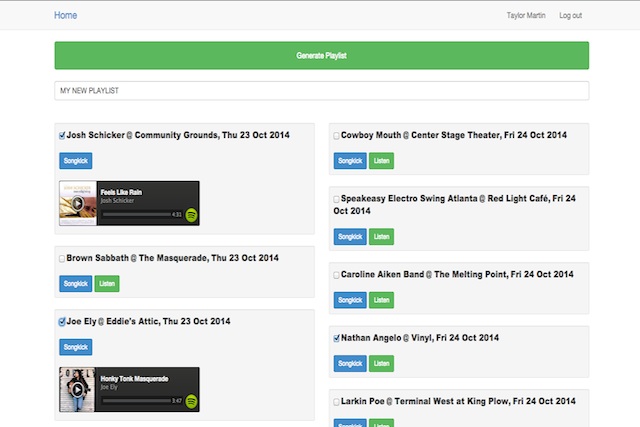 Home
Taylor Martin
Log out
Generate Playlist
MY NEW PLAYLIST
Josh Schicker @ Community Grounds, Thu 23 Oct 2014
Songkick
Feels Like Rain
Josh Schicker
4:31
Brown Sabbath @ The Masquerade, Thu 23 Oct 2014
Songkick
Listen
Joe Ely @ Eddie's Attic, Thu 23 Oct 2014
Songkick
Honky Tonk Masquerade
Joe Ely
3:47
Cowboy Mouth @ Center Stage Theater, Fri 24 Oct 2014
Songkick
Listen
Speakeasy Electro Swing Atlanta @ Red Light Café, Fri 24
Oct 2014
Songkick
Listen
Caroline Aiken Band @ The Melting Point, Fri 24 Oct 2014
Songkick
Listen
Nathan Angelo @ Vinyl, Fri 24 Oct 2014
Songkick
Listen
Larkin Poe @ Terminal West at King Plow, Fri 24 Oct 2014
Songkick
Listen